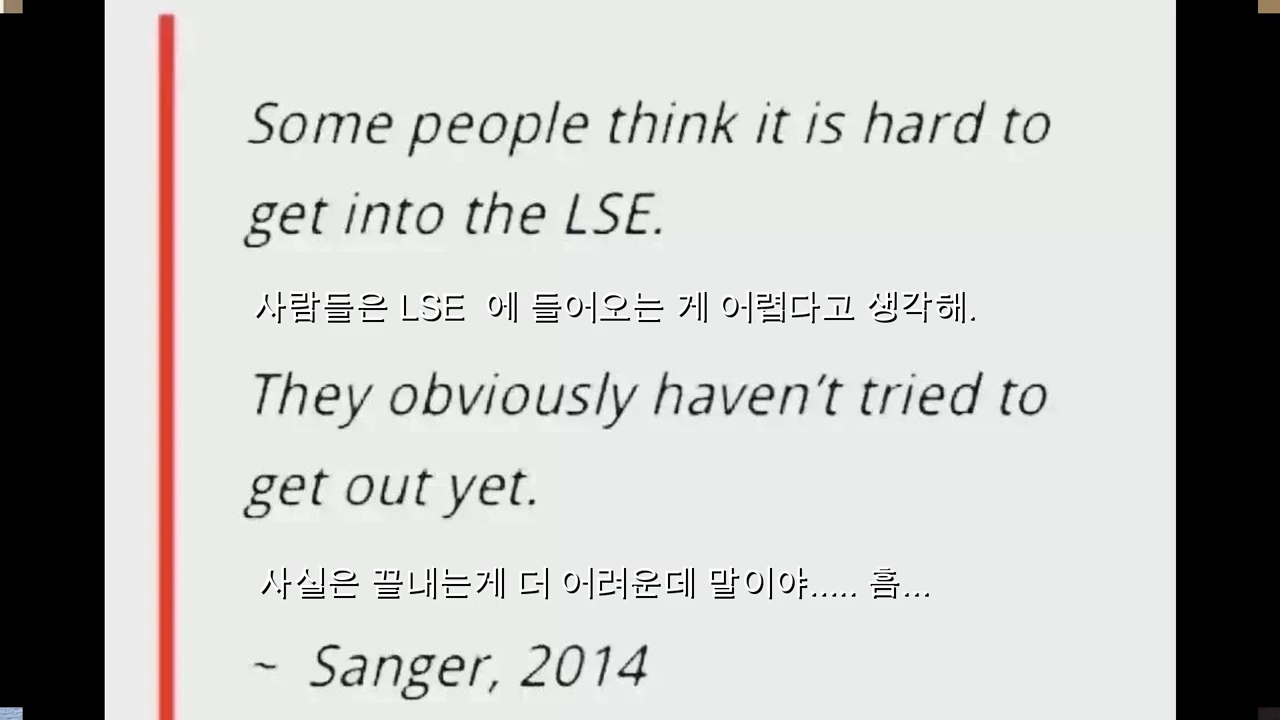 Some people think it is hard to
get into the LSE.
사람들은 LSE 에 들어오는 게 어렵다고 생각해.
They obviously haven't tried to
get out yet.
사실은 끝내는게 더 어려운데 말이야..... 흠...
~ Sanger, 2014